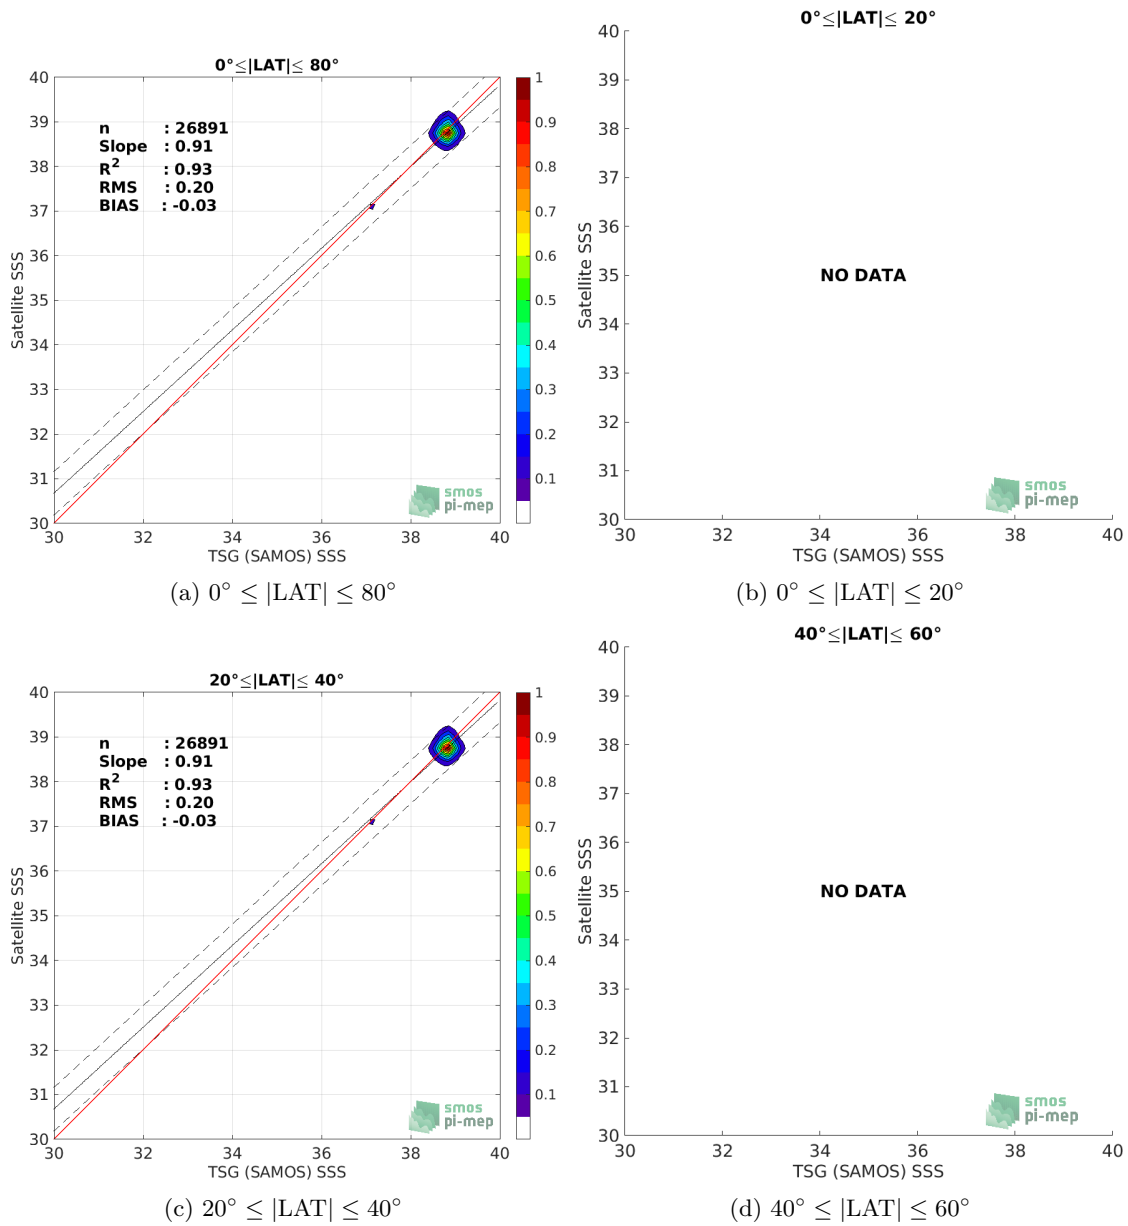 0°≤|LAT|≤ 80°
40
39
38
37
36
35
34
33
32
31
30
Satellite SSS
n : 26891
Slope : 0.91
R2 : 0.93
RMS : 0.20
BIAS : -0.03
smos
pi-mep
30 32 34 36 38 40
TSG (SAMOS) SSS
1
0.9
0.8
0.7
0.6
0.5
0.4
0.3
0.2
0.1
(a) 0° ≤ |LAT| ≤ 80°
0°≤|LAT|≤ 20°
40
39
38
37
36
35
34
33
32
31
30
Satellite SSS
NO DATA
smos
pi-mep
30 32 34 36 38 40
TSG (SAMOS) SSS
(b) 0° ≤ |LAT| ≤ 20°
20°≤|LAT|≤ 40°
40
39
38
37
36
35
34
33
32
31
30
Satellite SSS
n : 26891
Slope : 0.91
R2 : 0.93
RMS : 0.20
BIAS : -0.03
smos
pi-mep
30 32 34 36 38 40
TSG (SAMOS) SSS
1
0.9
0.8
0.7
0.6
0.5
0.4
0.3
0.2
0.1
(c) 20° ≤ |LAT| ≤ 40°
40°≤|LAT|≤ 60°
40
39
38
37
36
35
34
33
32
31
30
Satellite SSS
NO DATA
smos
pi-mep
30 32 34 36 38 40
TSG (SAMOS) SSS
(d) 40° ≤ |LAT| ≤ 60°